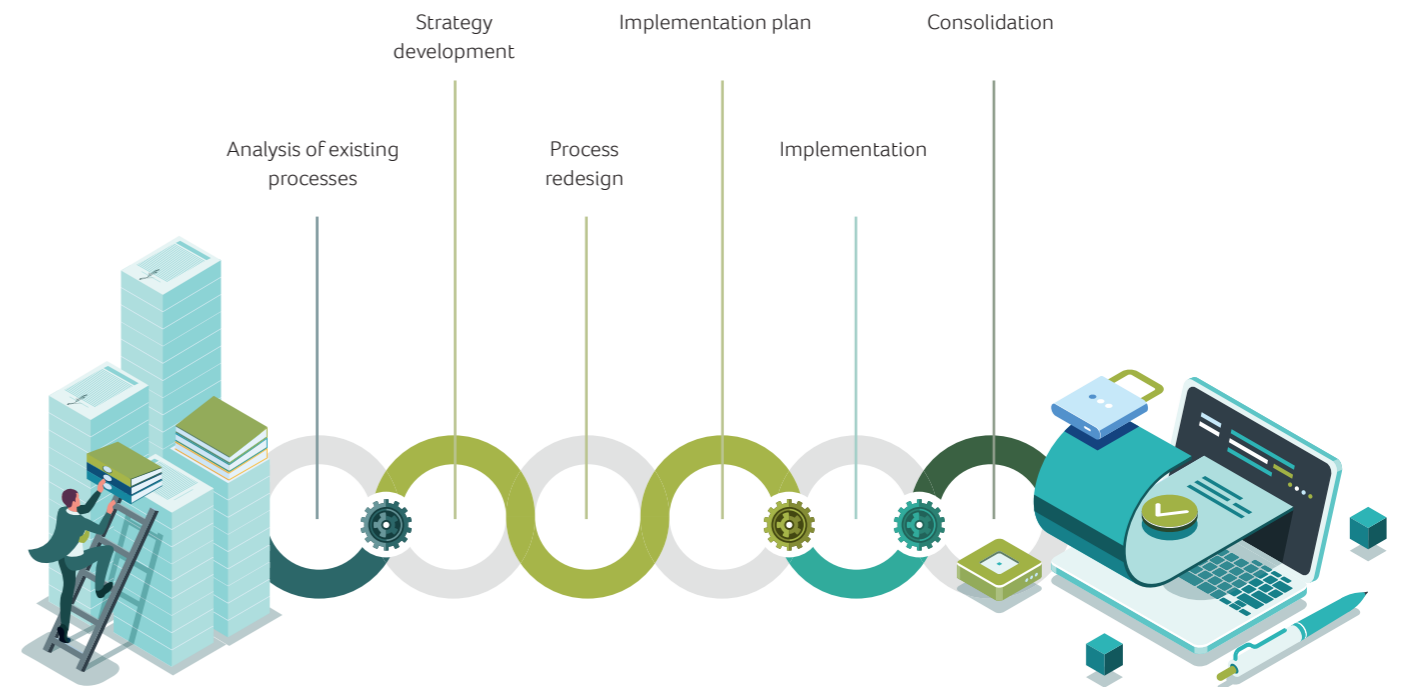 Analysis of existing
processes
Strategy
development
Process
redesign
Implementation plan
Implementation
Consolidation